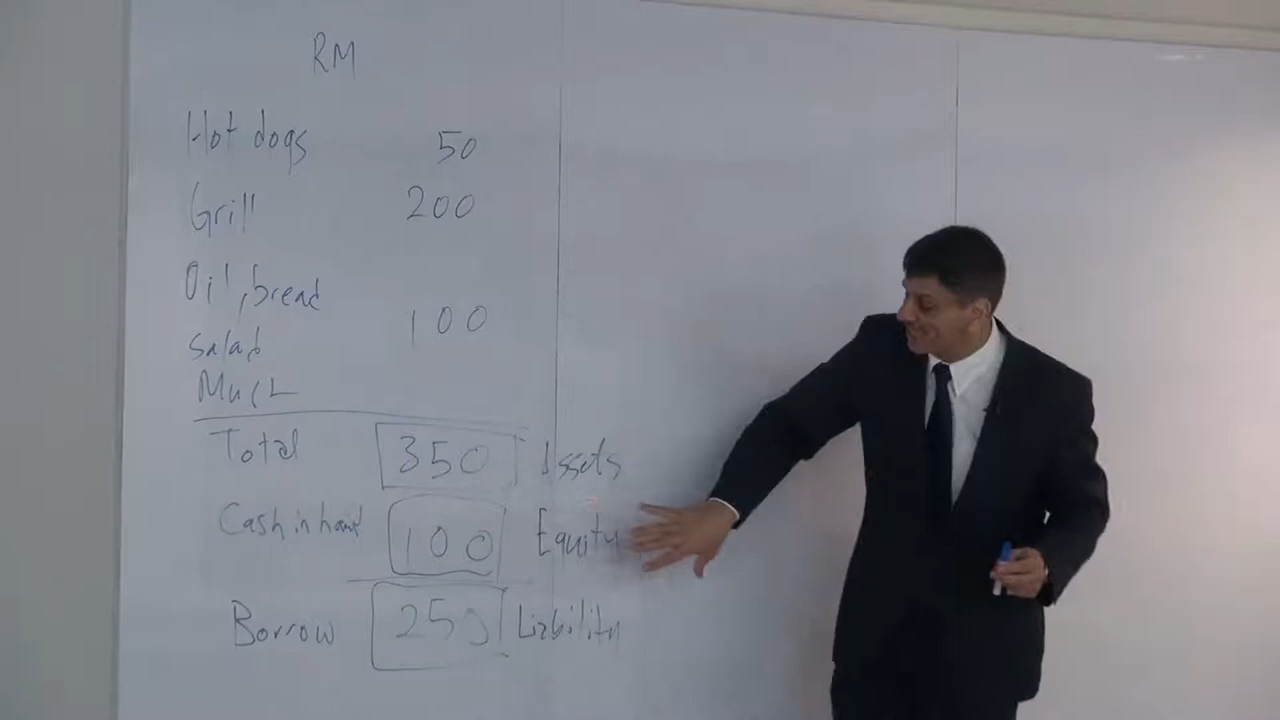 RM
Hot dogs 50
Grill 200
Oil, bread
100
salad
Total 350 Assets
Cash in hand 100 Equity
Borrow 250 Liability